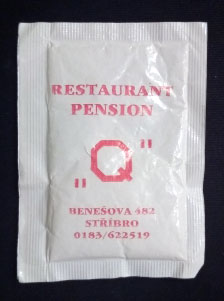 RESTAURANT
PENSION
"Q"
BENEŠOVA 482
STŘÍBRO
0183/622519